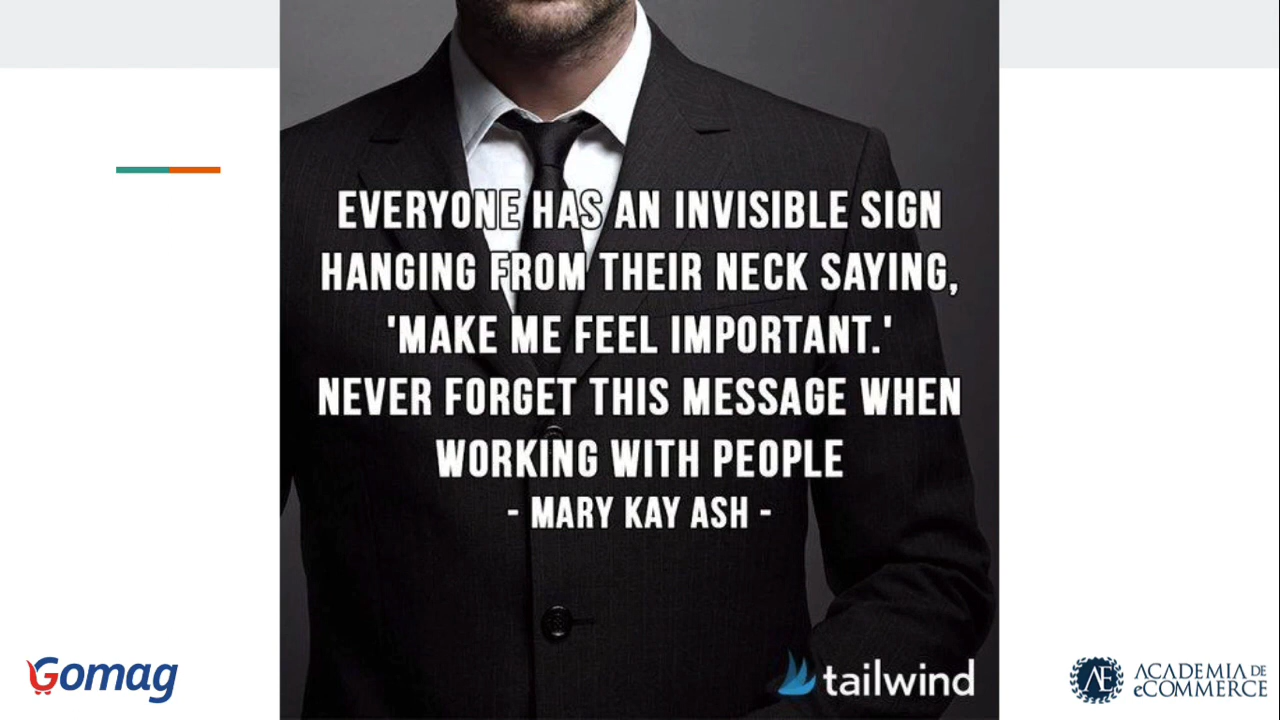 EVERYONE HAS AN INVISIBLE SIGN
HANGING FROM THEIR NECK SAYING,
'MAKE ME FEEL IMPORTANT.'
NEVER FORGET THIS MESSAGE WHEN
WORKING WITH PEOPLE
- MARY KAY ASH -
tailwind
Gomag
AE
ACADEMIA DE
eCOMMERCE